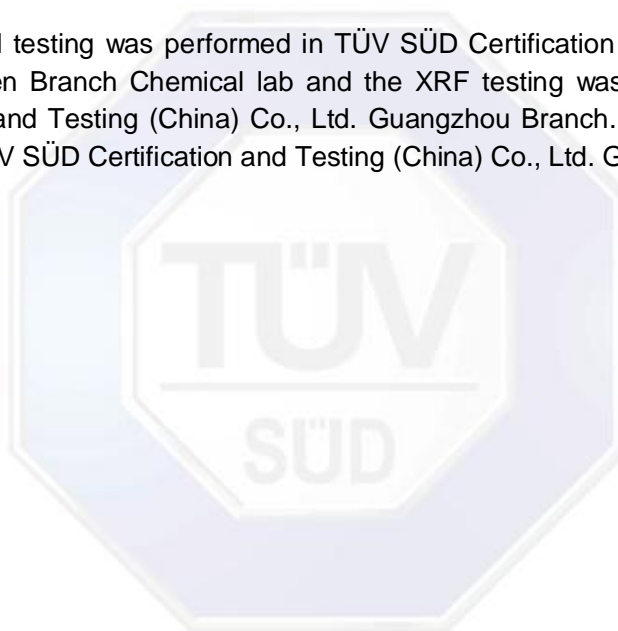 testing was performed in TÜV SÜD Certification
Branch Chemical lab and the XRF testing was
and Testing (China) Co., Ltd. Guangzhou Branch.
SÜD Certification and Testing (China) Co., Ltd.
TÜV
SÜD